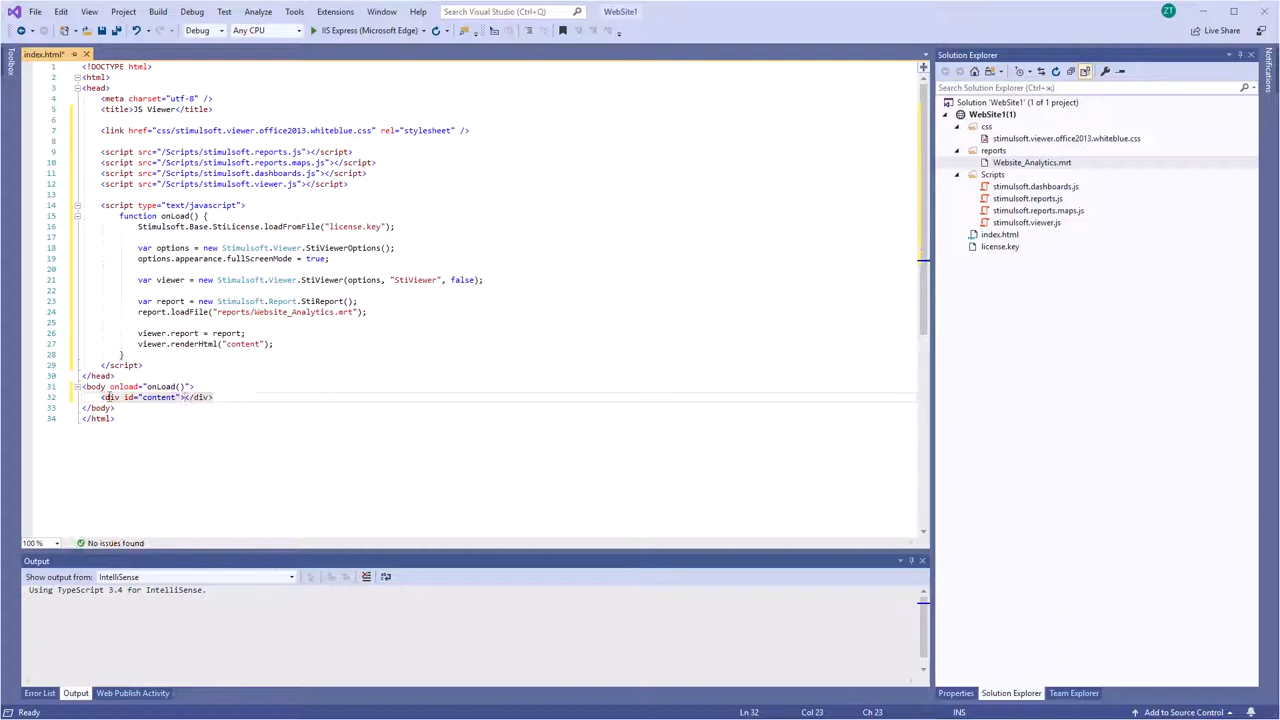 File Edit View Project Build Debug Test Analyze Tools Extensions Window Help Search Visual Studio (Ctrl+Q) WebSite1 ZT
Debug Any CPU IIS Express (Microsoft Edge) Live Share
index.html*
Toolbox
1 <!DOCTYPE html>
2 <html>
3 <head>
4 <meta charset="utf-8" />
5 <title>JS Viewer</title>
6
7 <link href="css/stimulsoft.viewer.office2013.whiteblue.css" rel="stylesheet" />
8
9 <script src="/Scripts/stimulsoft.reports.js"></script>
10 <script src="/Scripts/stimulsoft.reports.maps.js"></script>
11 <script src="/Scripts/stimulsoft.dashboards.js"></script>
12 <script src="/Scripts/stimulsoft.viewer.js"></script>
13
14 <script type="text/javascript">
15 function onLoad() {
16 Stimulsoft.Base.StiLicense.loadFromFile("license.key");
17
18 var options = new Stimulsoft.Viewer.StiViewerOptions();
19 options.appearance.fullScreenMode = true;
20
21 var viewer = new Stimulsoft.Viewer.StiViewer(options, "StiViewer", false);
22
23 var report = new Stimulsoft.Report.StiReport();
24 report.loadFile("reports/Website_Analytics.mrt");
25
26 viewer.report = report;
27 viewer.renderHtml("content");
28 }
29 </script>
30 </head>
31 <body onload="onLoad()">
32 <div id="content"></div>
33 </body>
34 </html>
100 % No issues found
Output
Show output from: IntelliSense
Using TypeScript 3.4 for IntelliSense.
Error List Output Web Publish Activity
Solution Explorer
Search Solution Explorer (Ctrl+ж)
Solution 'WebSite1' (1 of 1 project)
WebSite1(1)
css
stimulsoft.viewer.office2013.whiteblue.css
reports
Website_Analytics.mrt
Scripts
stimulsoft.dashboards.js
stimulsoft.reports.js
stimulsoft.reports.maps.js
stimulsoft.viewer.js
index.html
license.key
Properties Solution Explorer Team Explorer
Notifications
Ready Ln 32 Col 23 Ch 23 INS Add to Source Control